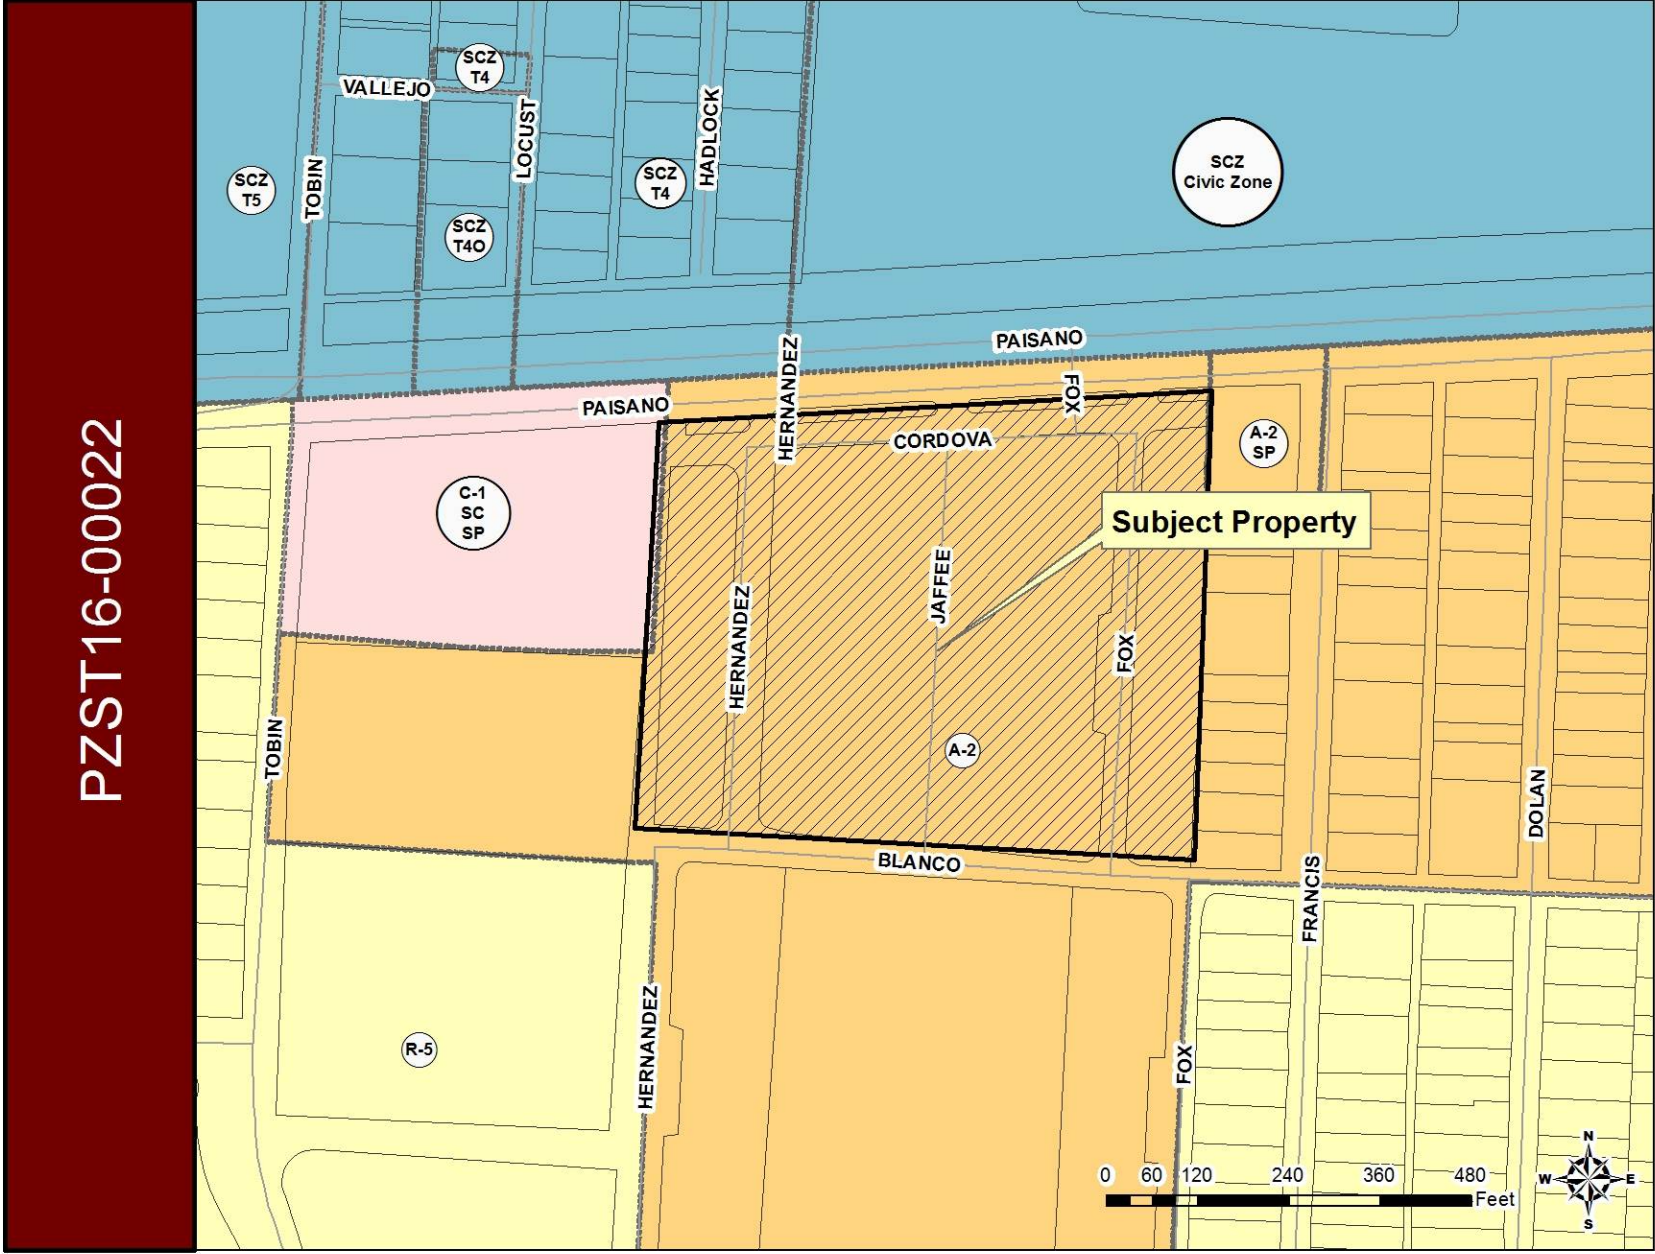 PZST16-00022
SCZ
T4
VALLEJO
LOCUST
HADLOCK
SCZ
T5
TOBIN
SCZ
T4
SCZ
T4O
SCZ
Civic Zone
HERNANDEZ
PAISANO
PAISANO
FOX
CORDOVA
A-2
SP
C-1
SC
SP
Subject Property
HERNANDEZ
JAFFEE
FOX
TOBIN
A-2
DOLAN
BLANCO
FRANCIS
HERNANDEZ
R-5
FOX
N
W E
S
0 60 120 240 360 480
Feet